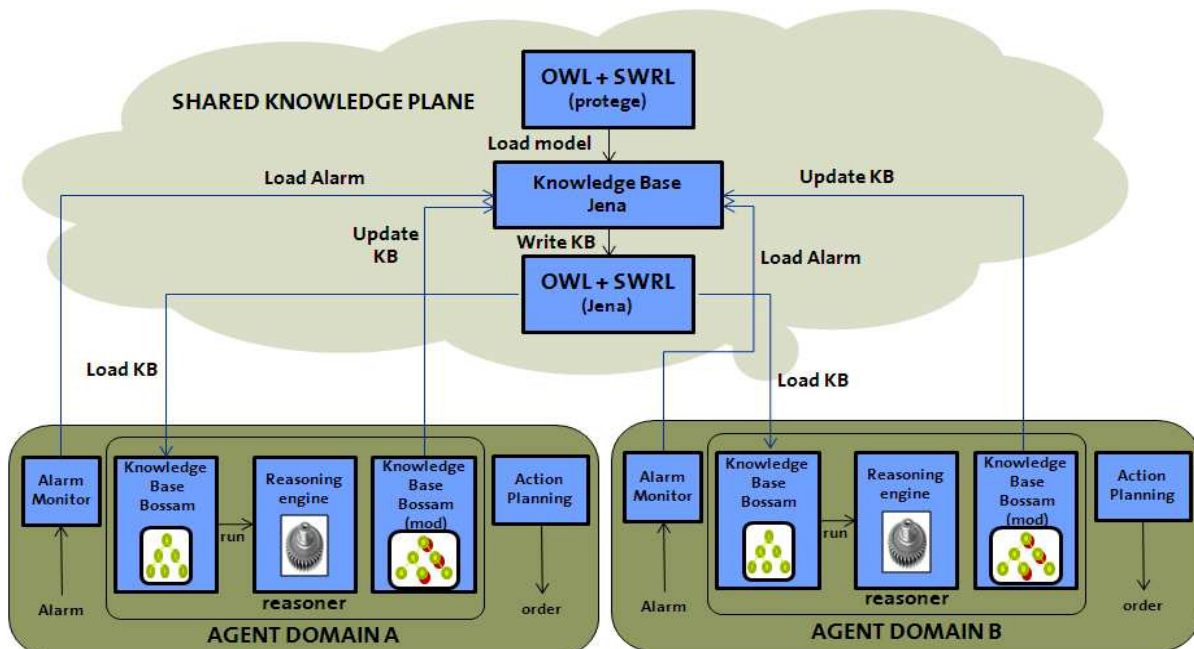 OWL + SWRL
(protege)
SHARED KNOWLEDGE PLANE
Load model
Load Alarm
Knowledge Base
Jena
Update KB
Update
KB
Write KB
Load Alarm
OWL + SWRL
(Jena)
Load KB
Load KB
Alarm
Monitor
Knowledge
Base
Bossam
Reasoning
engine
Knowledge
Base
Bossam
(mod)
Action
Planning
run
Alarm
reasoner
order
AGENT DOMAIN A
Alarm
Monitor
Knowledge
Base
Bossam
Reasoning
engine
Knowledge
Base
Bossam
(mod)
Action
Planning
run
Alarm
reasoner
order
AGENT DOMAIN B